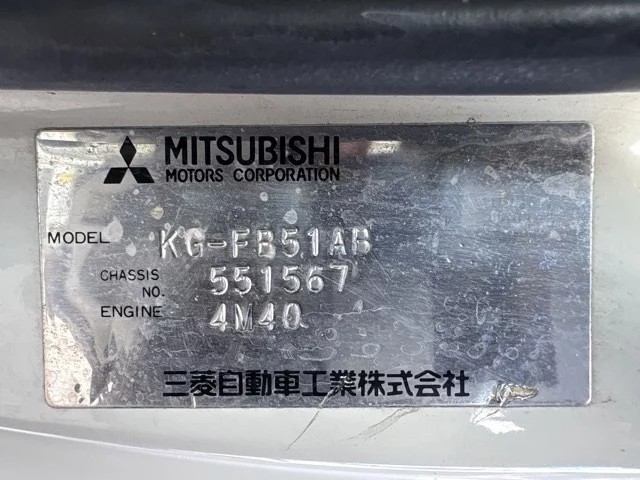 MITSUBISHI
MOTORS CORPORATION
MODEL KG-FB51AB
CHASSIS NO. 551567
ENGINE 4M40
三菱自動車工業株式会社